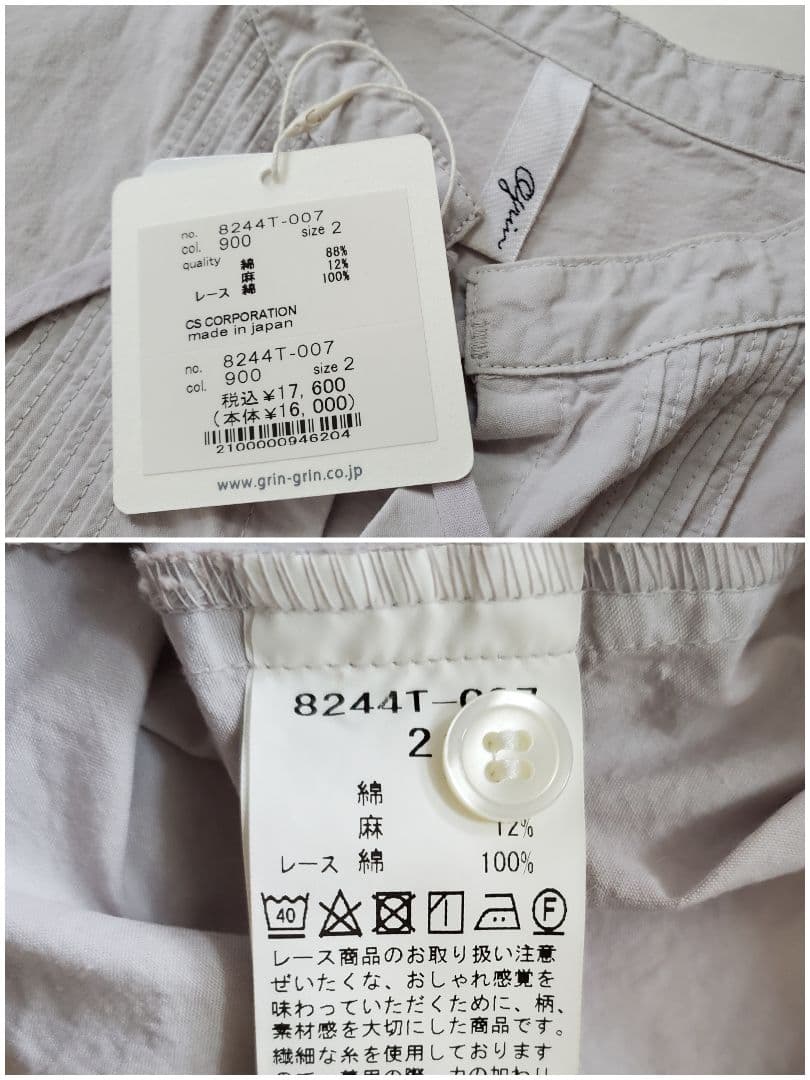 Grin
no. 8244T-007
col. 900 size 2
quality 綿 88%
麻 12%
レース 綿 100%
CS CORPORATION
made in japan
no. 8244T-007
col. 900 size 2
税込¥17,600
(本体¥16,000)
2100000946204
www.grin-grin.co.jp
8244T-007
2
綿
麻 12%
レース 綿 100%
40 F
レース商品のお取り扱い注意
ぜいたくな、おしゃれ感覚を
味わっていただくために、柄、
素材感を大切にした商品です。
繊細な糸を使用しております